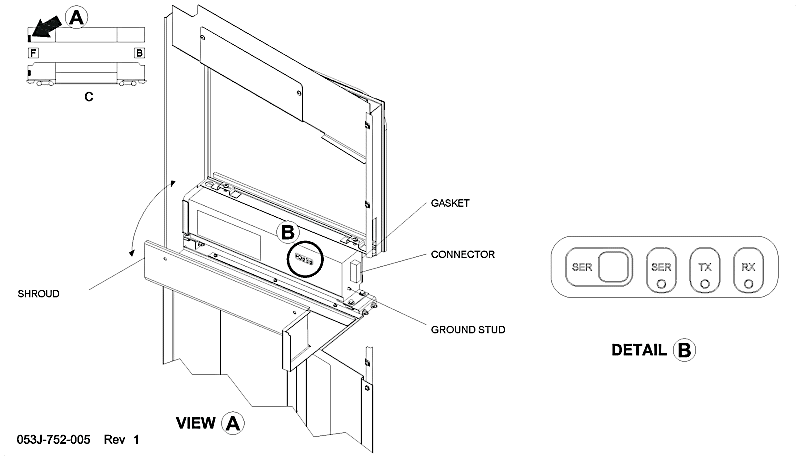 A
F B
C
GASKET
B
CONNECTOR
SER SER TX RX
SHROUD
GROUND STUD
DETAIL B
VIEW A
053J-752-005 Rev 1